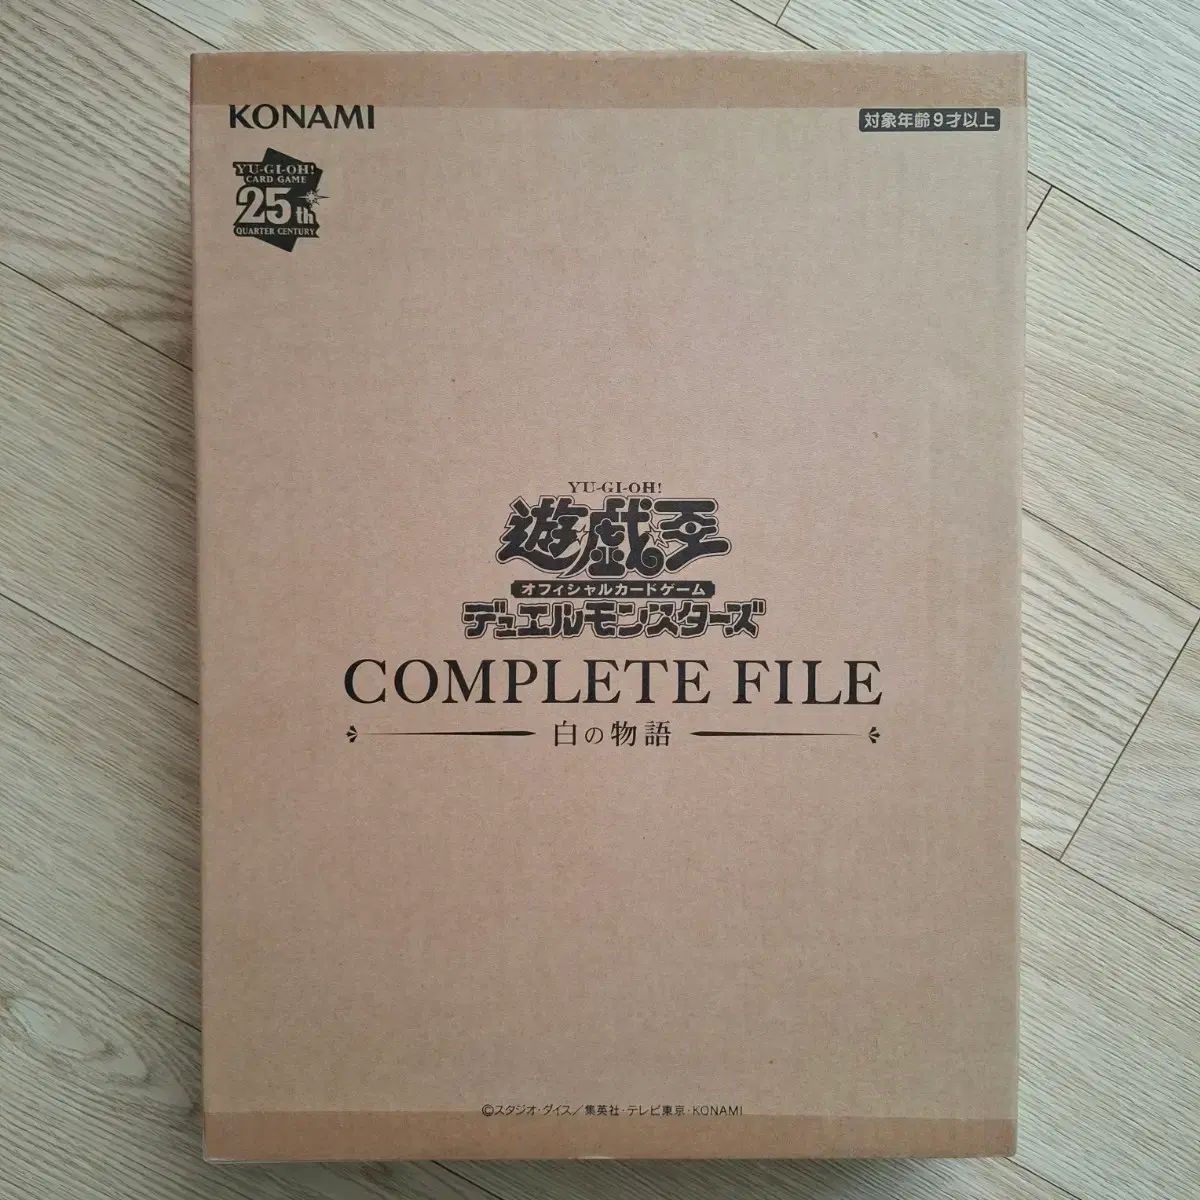 KONAMI
対象年齢9才以上
YU-GI-OH!
CARD GAME
25th
QUARTER CENTURY
YU-GI-OH!
遊☆戯☆王
オフィシャルカードゲーム
デュエルモンスターズ
COMPLETE FILE
白の物語
©スタジオ・ダイス/集英社・テレビ東京・KONAMI